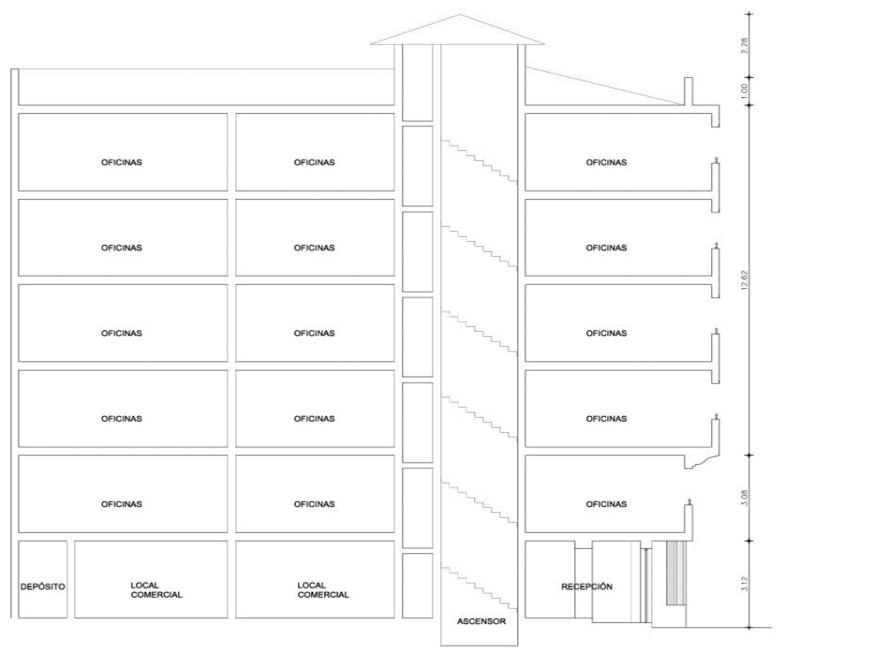 2.28
1.00
OFICINAS OFICINAS OFICINAS
OFICINAS OFICINAS OFICINAS
12.62
OFICINAS OFICINAS OFICINAS
OFICINAS OFICINAS OFICINAS
OFICINAS OFICINAS OFICINAS
3.08
DEPÓSITO LOCAL LOCAL RECEPCIÓN
COMERCIAL COMERCIAL
3.12
ASCENSOR